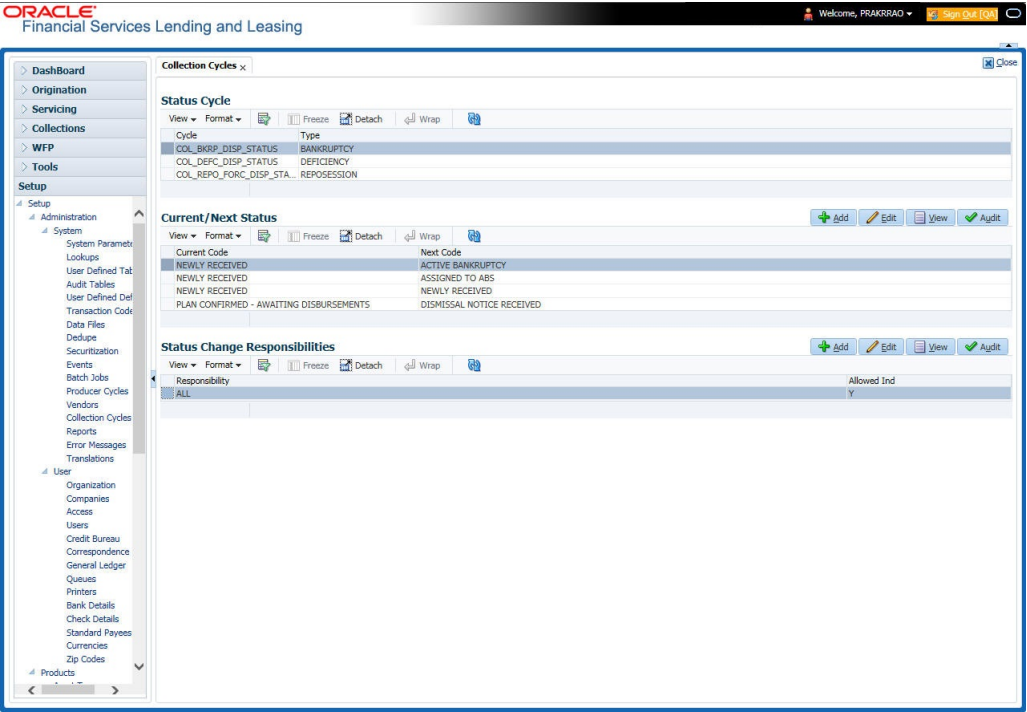 ORACLE
Financial Services Lending and Leasing
Welcome, PRAKRRAO
Sign Out [QA]
Close
DashBoard
Origination
Servicing
Collections
WFP
Tools
Setup
Setup
Administration
System
System Paramete
Lookups
User Defined Tab
Audit Tables
User Defined Def
Transaction Code
Data Files
Dedupe
Securitization
Events
Batch Jobs
Producer Cycles
Vendors
Collection Cycles
Reports
Error Messages
Translations
User
Organization
Companies
Access
Users
Credit Bureau
Correspondence
General Ledger
Queues
Printers
Bank Details
Check Details
Standard Payees
Currencies
Zip Codes
Products
Collection Cycles
Status Cycle
View Format Freeze Detach Wrap
Cycle Type
COL_BKRP_DISP_STATUS BANKRUPTCY
COL_DEFC_DISP_STATUS DEFICIENCY
COL_REPO_FORC_DISP_STA... REPOSESSION
Current/Next Status Add Edit View Audit
View Format Freeze Detach Wrap
Current Code Next Code
NEWLY RECEIVED ACTIVE BANKRUPTCY
NEWLY RECEIVED ASSIGNED TO ABS
NEWLY RECEIVED NEWLY RECEIVED
PLAN CONFIRMED - AWAITING DISBURSEMENTS DISMISSAL NOTICE RECEIVED
Status Change Responsibilities Add Edit View Audit
View Format Freeze Detach Wrap
Responsibility Allowed Ind
ALL Y